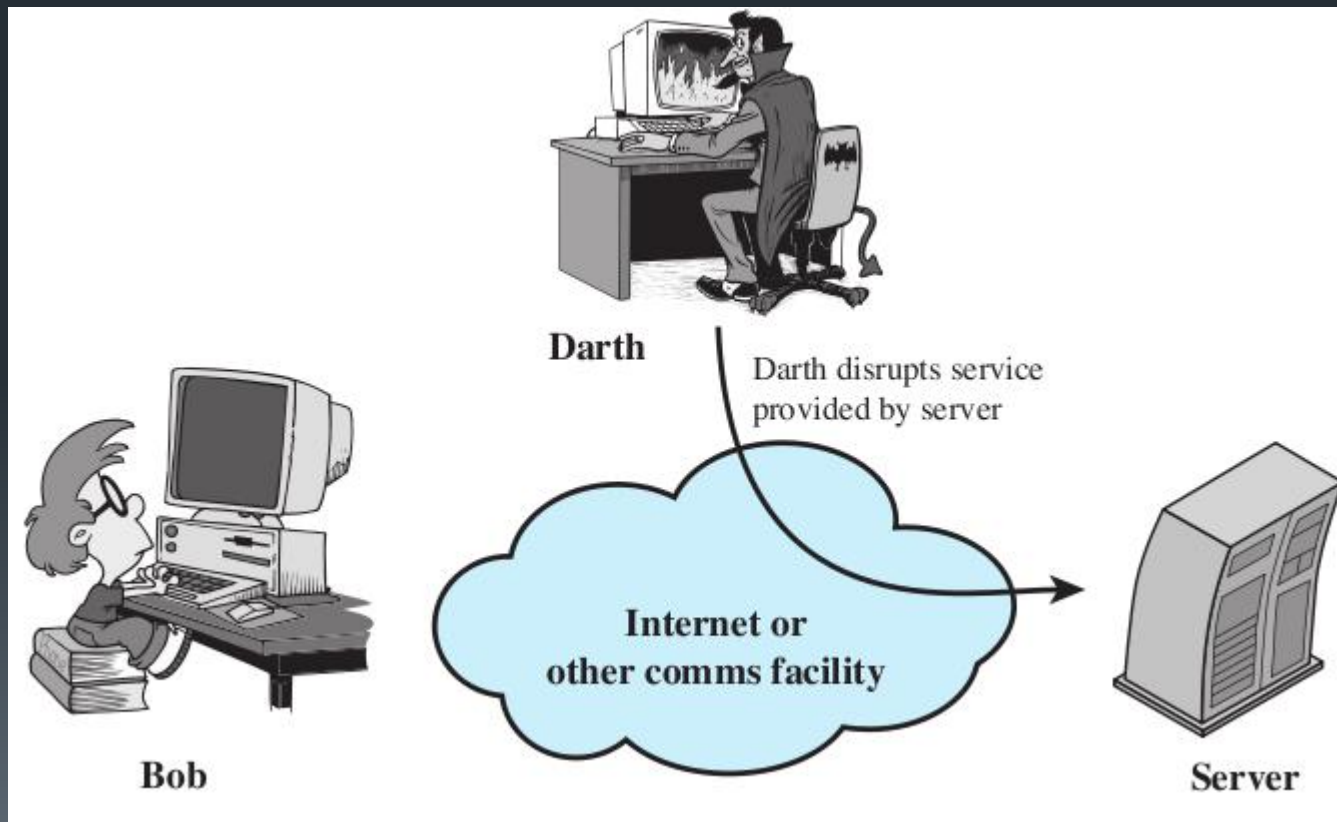 Darth
Darth disrupts service
provided by server
Internet or
other comms facility
Bob
Server